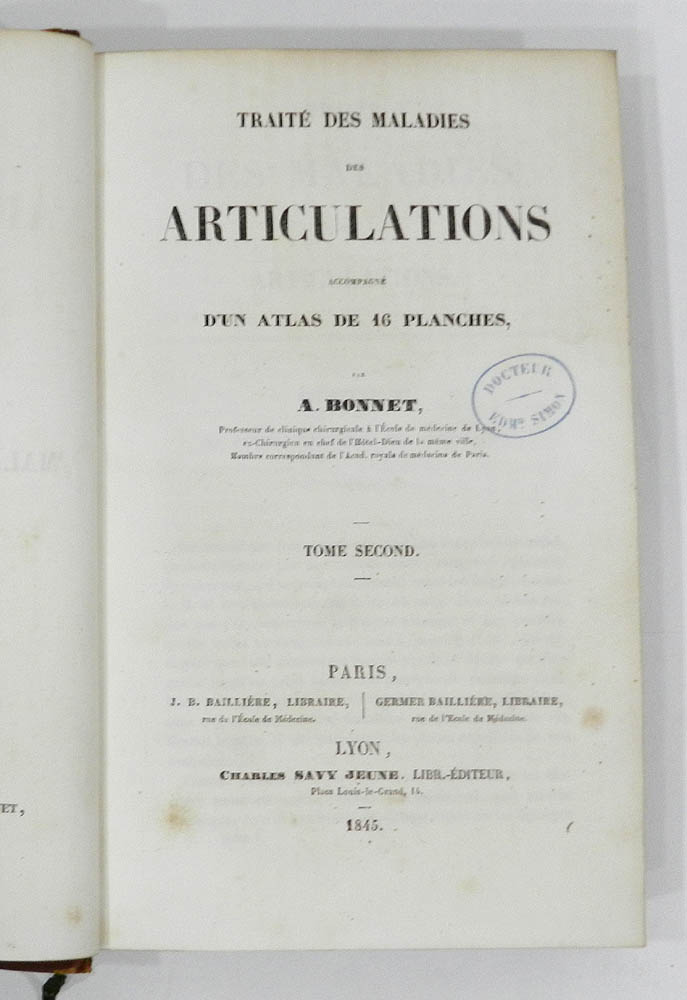 TRAITÉ DES MALADIES
DES
ARTICULATIONS
ACCOMPAGNÉ
D'UN ATLAS DE 16 PLANCHES,
PAR
A. BONNET,
Professeur de clinique chirurgicale à l'École de médecine de Lyon,
ex-Chirurgien en chef de l'Hôtel-Dieu de la même ville,
Membre correspondant de l'Acad. royale de médecine de Paris.
DOCTEUR
EDMD. SIMON
TOME SECOND.
PARIS,
J. B. BAILLIÈRE, LIBRAIRE,
rue de l'École de Médecine.
GERMER BAILLIÈRE, LIBRAIRE,
rue de l'École de Médecine.
LYON,
CHARLES SAVY JEUNE, LIBR.-ÉDITEUR,
Place Louis-le-Grand, 14.
1845.